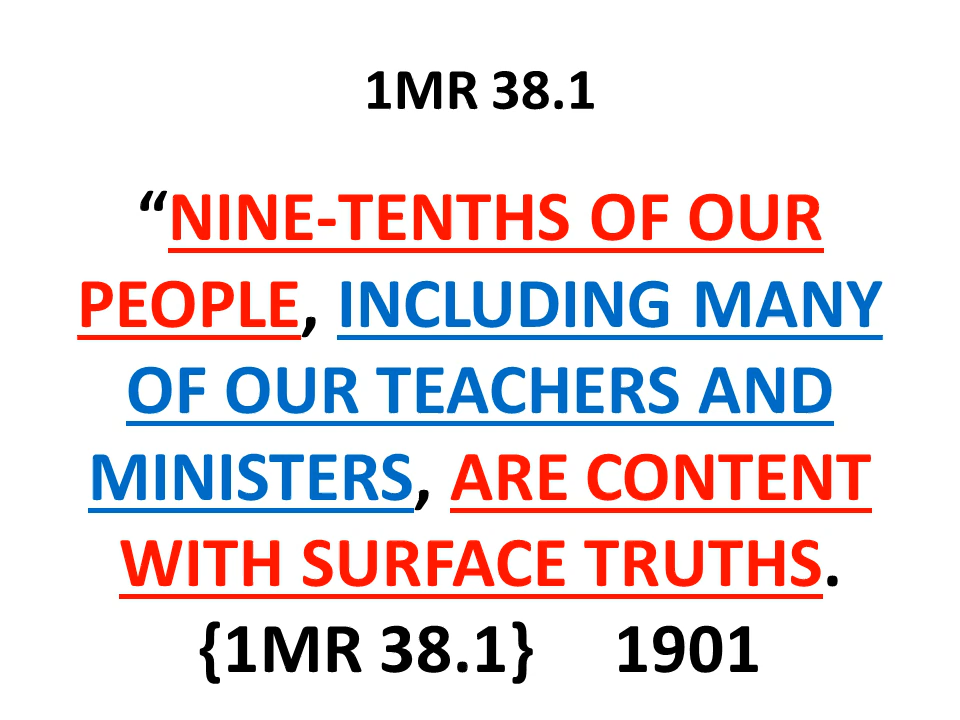 1MR 38.1
“NINE-TENTHS OF OUR
PEOPLE, INCLUDING MANY
OF OUR TEACHERS AND
MINISTERS, ARE CONTENT
WITH SURFACE TRUTHS.
{1MR 38.1} 1901